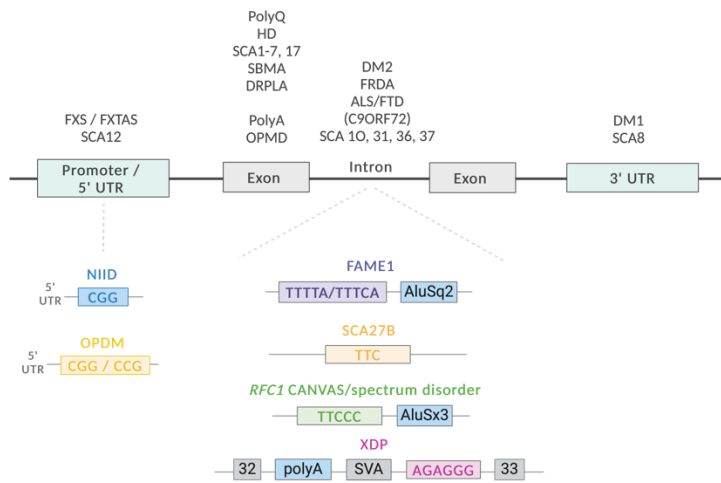 PolyQ
HD
SCA1-7, 17
SBMA
DRPLA
PolyA
OPMD
DM2
FRDA
ALS/FTD
(C9ORF72)
SCA 1O, 31, 36, 37
FXS / FXTAS
SCA12
DM1
SCA8
Promoter /
5' UTR
Exon
Intron
Exon
3' UTR
NIID
5'
UTR
CGG
OPDM
5'
UTR
CGG / CCG
FAME1
TTTTA/TTTCA
AluSq2
SCA27B
TTC
RFC1 CANVAS/spectrum disorder
TTCCC
AluSx3
XDP
32
polyA
SVA
AGAGGG
33